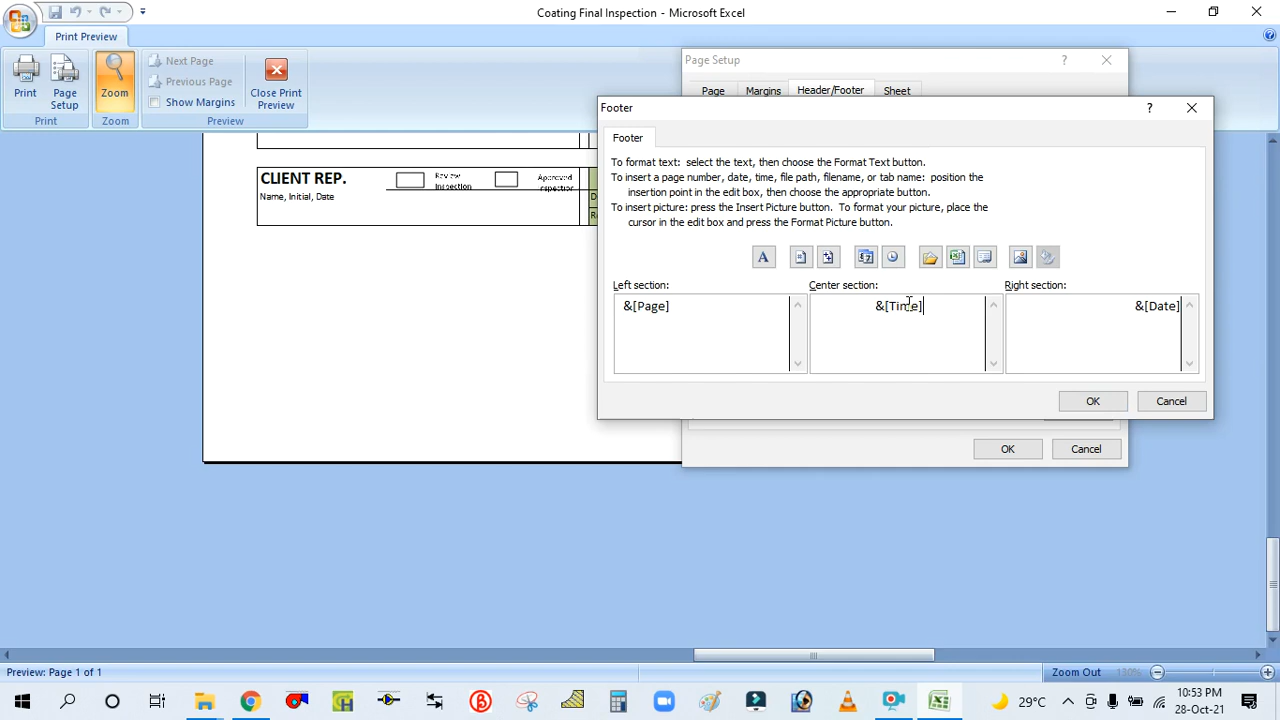 Coating Final Inspection - Microsoft Excel
Print Preview
Print
Page Setup
Zoom
Next Page
Previous Page
Show Margins
Close Print Preview
Print
Zoom
Preview
Page Setup
Page
Margins
Header/Footer
Sheet
Footer
Footer
To format text: select the text, then choose the Format Text button.
To insert a page number, date, time, file path, filename, or tab name: position the
insertion point in the edit box, then choose the appropriate button.
To insert picture: press the Insert Picture button. To format your picture, place the
cursor in the edit box and press the Format Picture button.
Left section:
Center section:
Right section:
&[Page]
&[Time]
&[Date]
OK
Cancel
OK
Cancel
CLIENT REP.
Review Inspection
Approved Inspection
Name, Initial, Date
D
R
Preview: Page 1 of 1
Zoom Out
130%
29°C
10:53 PM
28-Oct-21